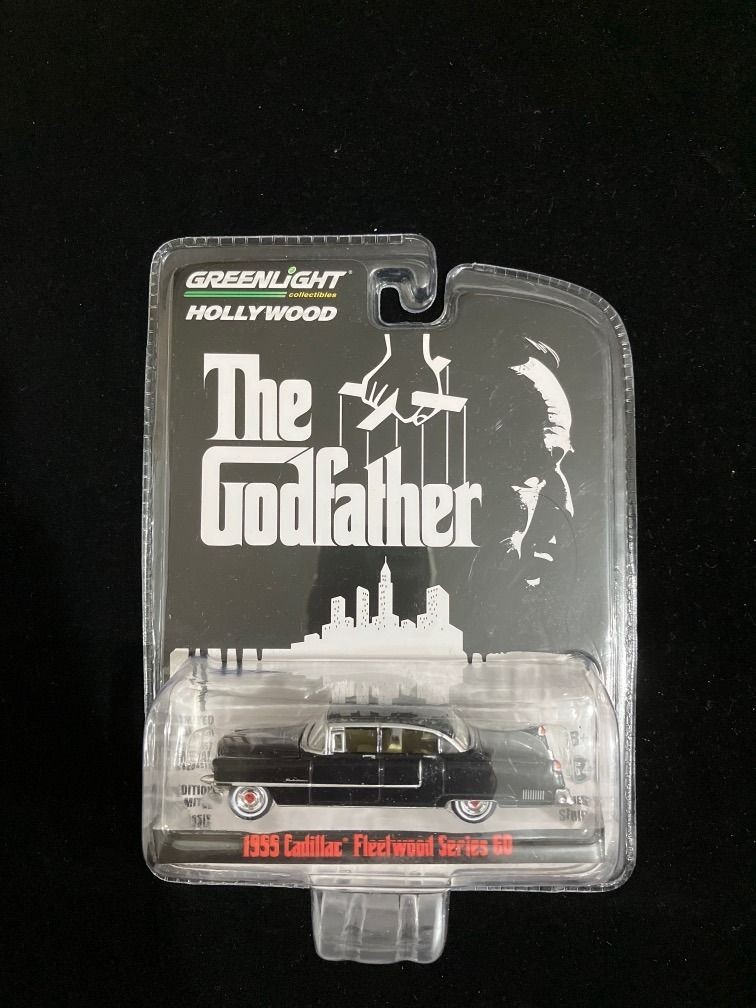 GREENLIGHT®
collectibles
HOLLYWOOD
The
Godfather
1955 Cadillac® Fleetwood Series 60